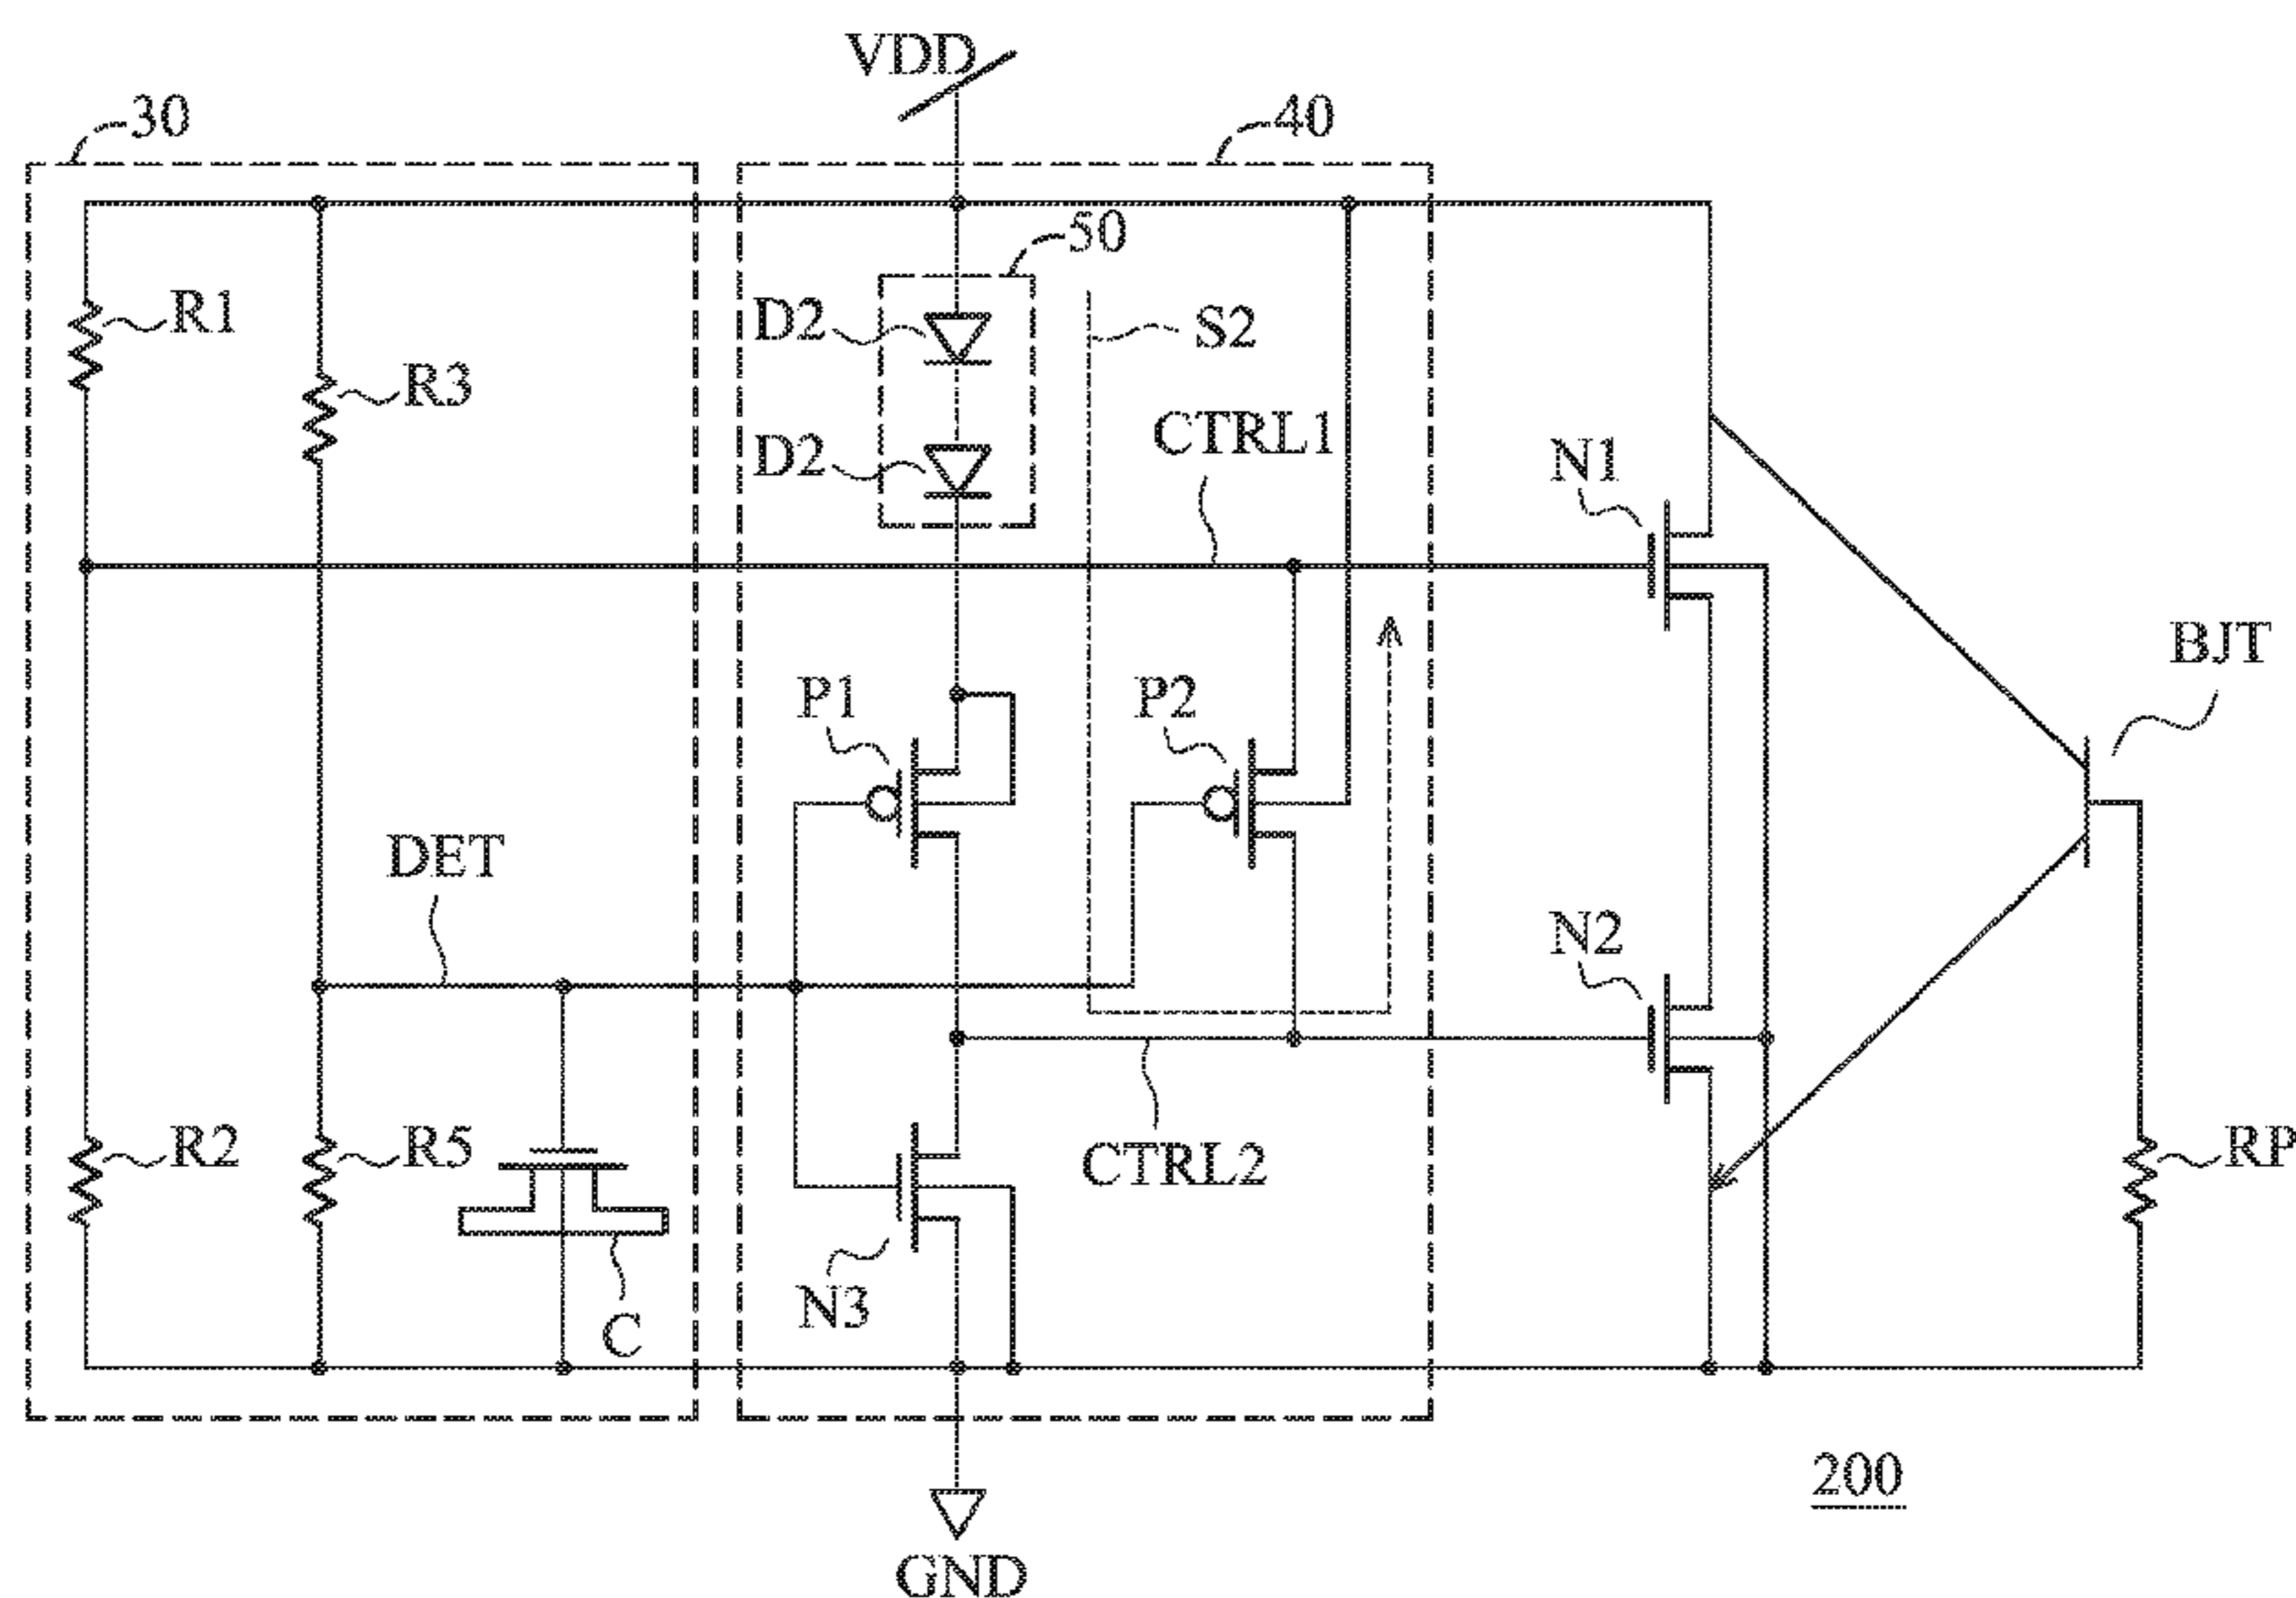 VDD
30
40
50
R1
D2
S2
R3
CTRL1
D2
N1
BJT
P1
P2
DET
N2
R2
R5
CTRL2
RP
N3
C
200
GND